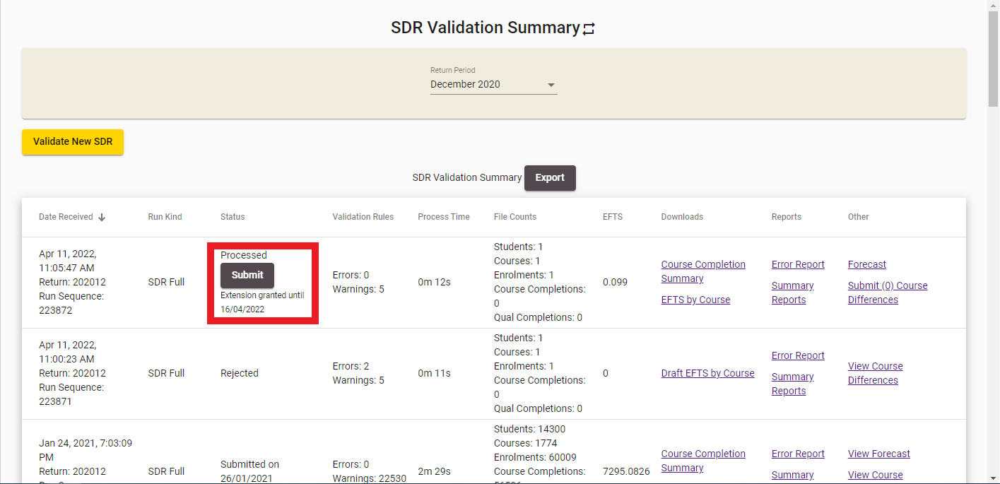 SDR Validation Summary
Return Period
December 2020
Validate New SDR
SDR Validation Summary Export
Date Received Run Kind Status Validation Rules Process Time File Counts EFTS Downloads Reports Other
Apr 11, 2022,
11:05:47 AM
Return: 202012
Run Sequence:
223872
SDR Full
Processed
Submit
Extension granted until
16/04/2022
Errors: 0
Warnings: 5
0m 12s
Students: 1
Courses: 1
Enrolments: 1
Course Completions:
0
Qual Completions: 0
0.099
Course Completion
Summary
EFTS by Course
Error Report
Summary
Reports
Forecast
Submit (0) Course
Differences
Apr 11, 2022,
11:00:23 AM
Return: 202012
Run Sequence:
223871
SDR Full
Rejected
Errors: 2
Warnings: 5
0m 11s
Students: 1
Courses: 1
Enrolments: 1
Course Completions:
0
Qual Completions: 0
0
Draft EFTS by Course
Error Report
Summary
Reports
View Course
Differences
Jan 24, 2021, 7:03:09
PM
Return: 202012
SDR Full
Submitted on
26/01/2021
Errors: 0
Warnings: 22530
2m 29s
Students: 14300
Courses: 1774
Enrolments: 60009
Course Completions:
7295.0826
Course Completion
Summary
Error Report
Summary
View Forecast
View Course